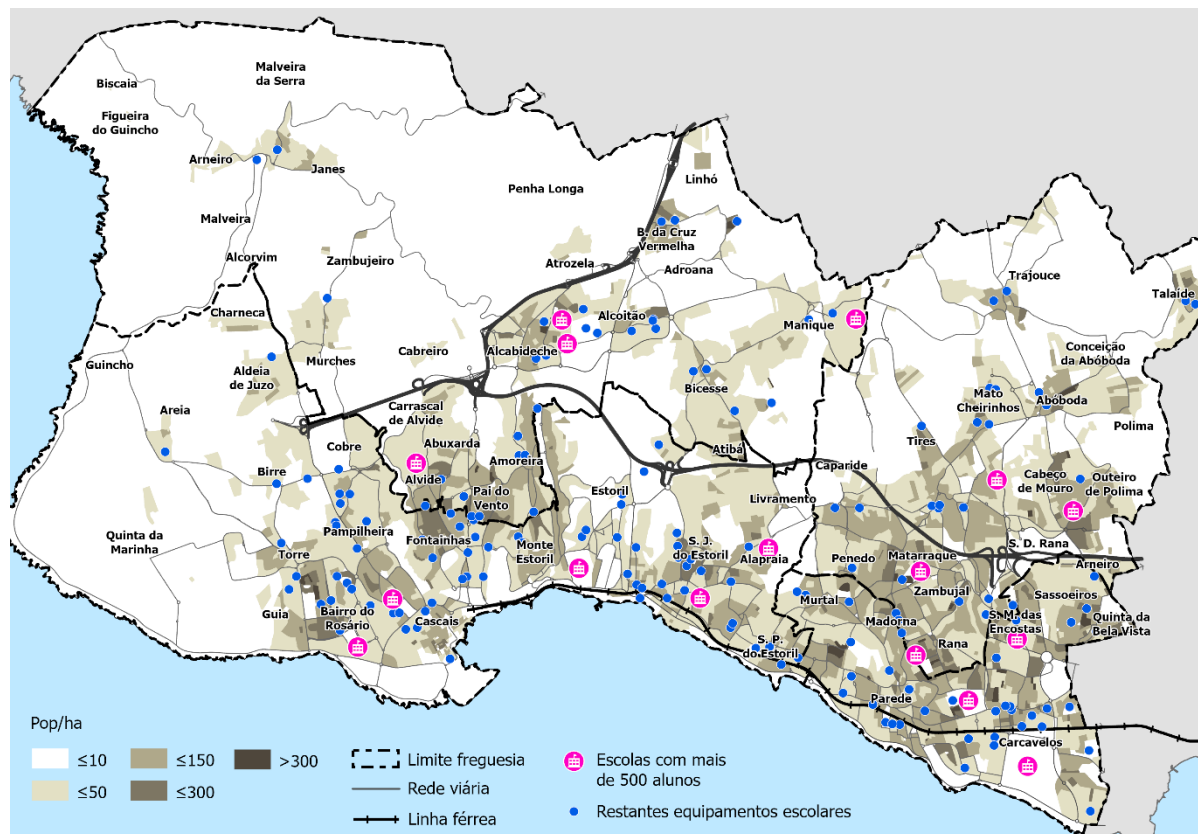 Malveira
da Serra
Biscaia
Figueira
do Guincho
Arneiro
Janes
Penha Longa
Linhó
Malveira
B. da Cruz
Vermelha
Alcorvim
Zambujeiro
Atrozela
Adroana
Trajouce
Talaíde
Charneca
Alcoitão
Manique
Guincho
Murches
Cabreiro
Alcabideche
Conceição
da Abóboda
Aldeia
de Juzo
Bicesse
Mato
Cheirinhos
Abóboda
Areia
Carrascal
de Alvide
Polima
Cobre
Abuxarda
Atibá
Tires
Birre
Alvide
Amoreira
Caparide
Cabeço
de Mouro
Outeiro
de Polima
Pai do
Vento
Estoril
Livramento
Quinta da
Marinha
Pampilheira
Fontainhas
Monte
Estoril
S. J.
do Estoril
Alapraia
S. D. Rana
Torre
Penedo
Matarraque
Arneiro
Guia
Bairro do
Rosário
Cascais
Murtal
Zambujal
Sassoeiros
Madorna
S. M. das
Encostas
Quinta da
Bela Vista
S. P.
do Estoril
Rana
Parede
Carcavelos
Pop/ha
≤10
≤150
>300
≤50
≤300
Limite freguesia
Rede viária
Linha férrea
Escolas com mais
de 500 alunos
Restantes equipamentos escolares